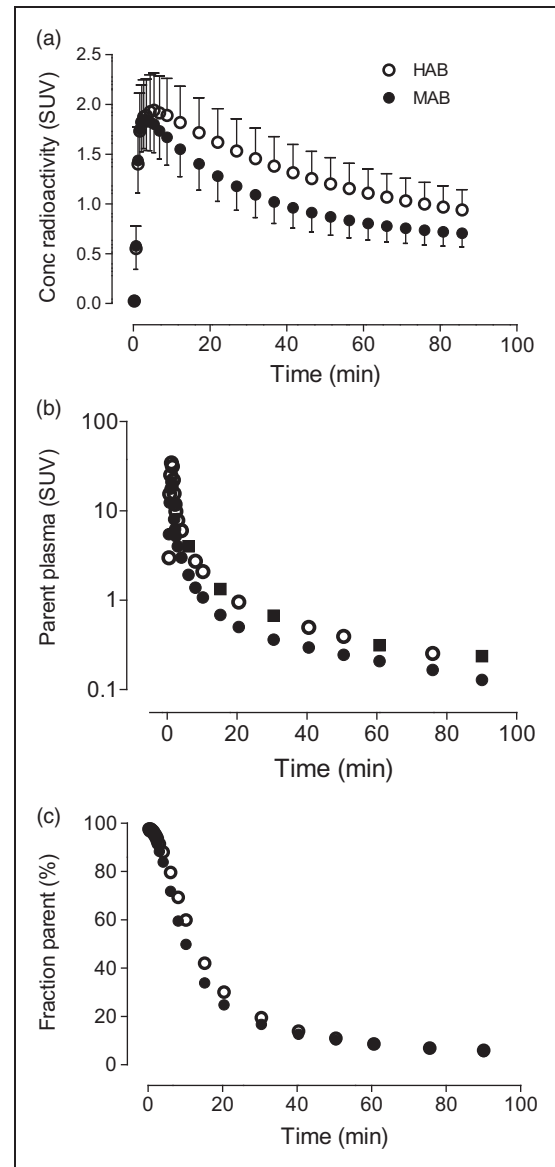 (a)
Conc radioactivity (SUV)
2.5
2.0
1.5
1.0
0.5
0.0
HAB
MAB
0 20 40 60 80 100
Time (min)
(b)
Parent plasma (SUV)
100
10
1
0.1
0 20 40 60 80 100
Time (min)
(c)
Fraction parent (%)
100
80
60
40
20
0
0 20 40 60 80 100
Time (min)